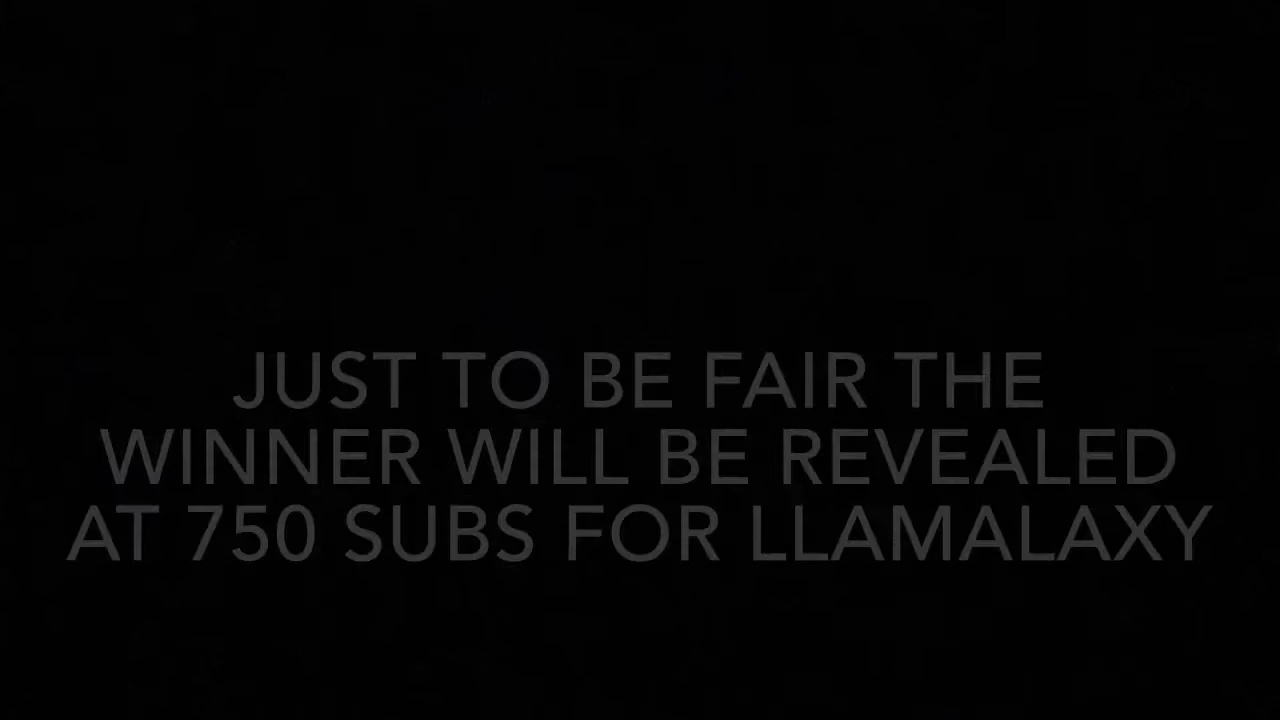 JUST TO BE FAIR THE
WINNER WILL BE REVEALED
AT 750 SUBS FOR LLAMALAXY